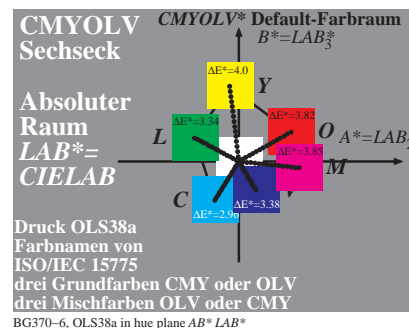 CMYOLV
Sechseck
CMYOLV* Default-Farbraum
B*=LAB*3
ΔE*=4.0
Y
Absoluter
Raum
LAB*=
CIELAB
ΔE*=3.34
L
ΔE*=3.82
O
A*=LAB
ΔE*=3.85
M
C
ΔE*=2.96
ΔE*=3.38
V
Druck OLS38a
Farbnamen von
ISO/IEC 15775
drei Grundfarben CMY oder OLV
drei Mischfarben OLV oder CMY
BG370–6, OLS38a in hue plane AB* LAB*